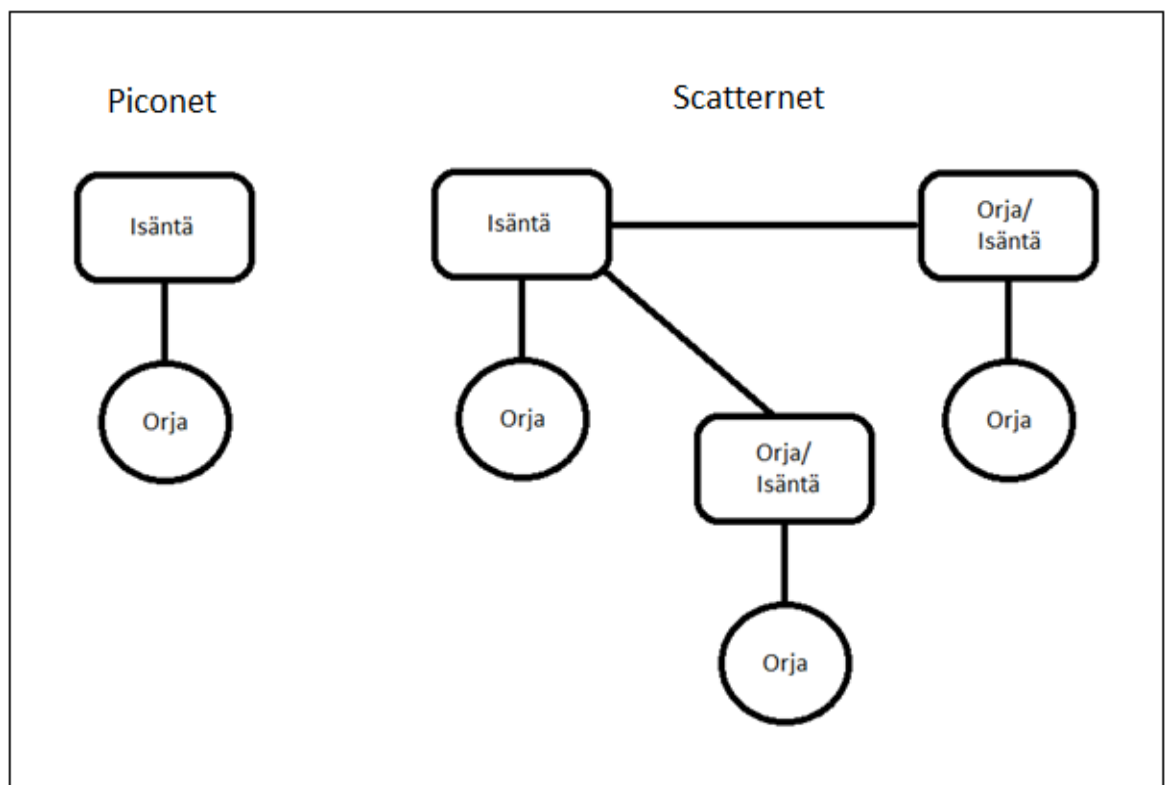 Piconet
Scatternet
Isäntä
Isäntä
Orja/
Isäntä
Orja
Orja
Orja/
Isäntä
Orja
Orja